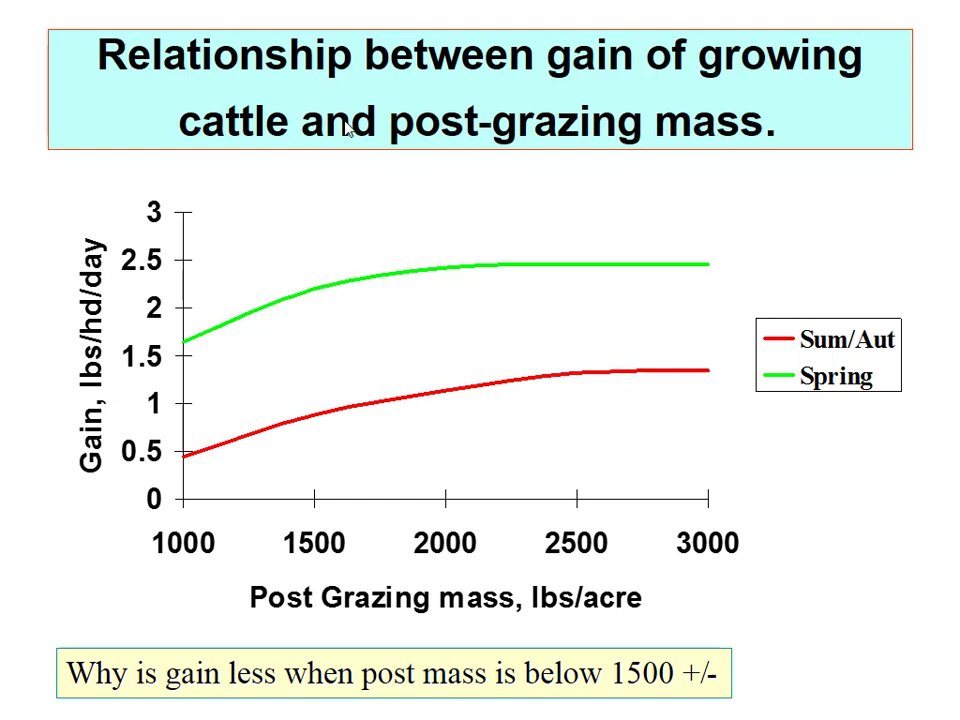 Relationship between gain of growing
cattle and post-grazing mass.
3
2.5
2
1.5
1
0.5
0
Gain, lbs/hd/day
1000 1500 2000 2500 3000
Post Grazing mass, lbs/acre
Sum/Aut
Spring
Why is gain less when post mass is below 1500 +/-